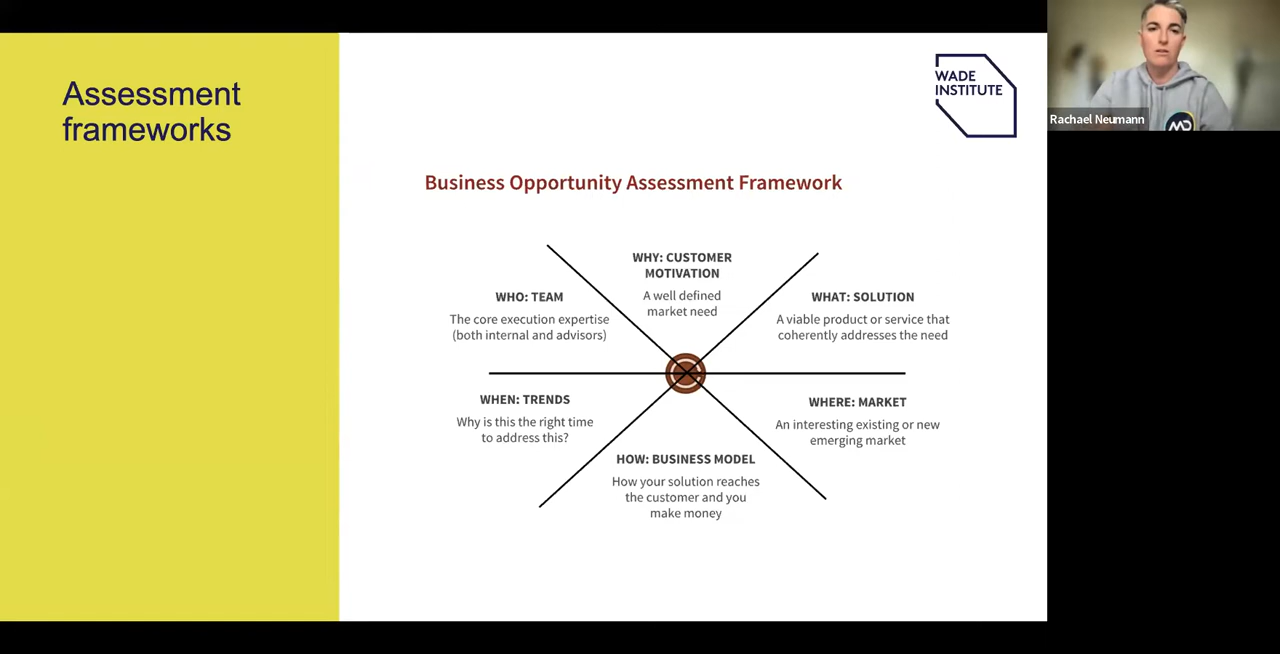 Assessment
frameworks
WADE
INSTITUTE
Rachael Neumann
Business Opportunity Assessment Framework
WHY: CUSTOMER
MOTIVATION
A well defined
market need
WHO: TEAM
The core execution expertise
(both internal and advisors)
WHAT: SOLUTION
A viable product or service that
coherently addresses the need
WHEN: TRENDS
Why is this the right time
to address this?
WHERE: MARKET
An interesting existing or new
emerging market
HOW: BUSINESS MODEL
How your solution reaches
the customer and you
make money